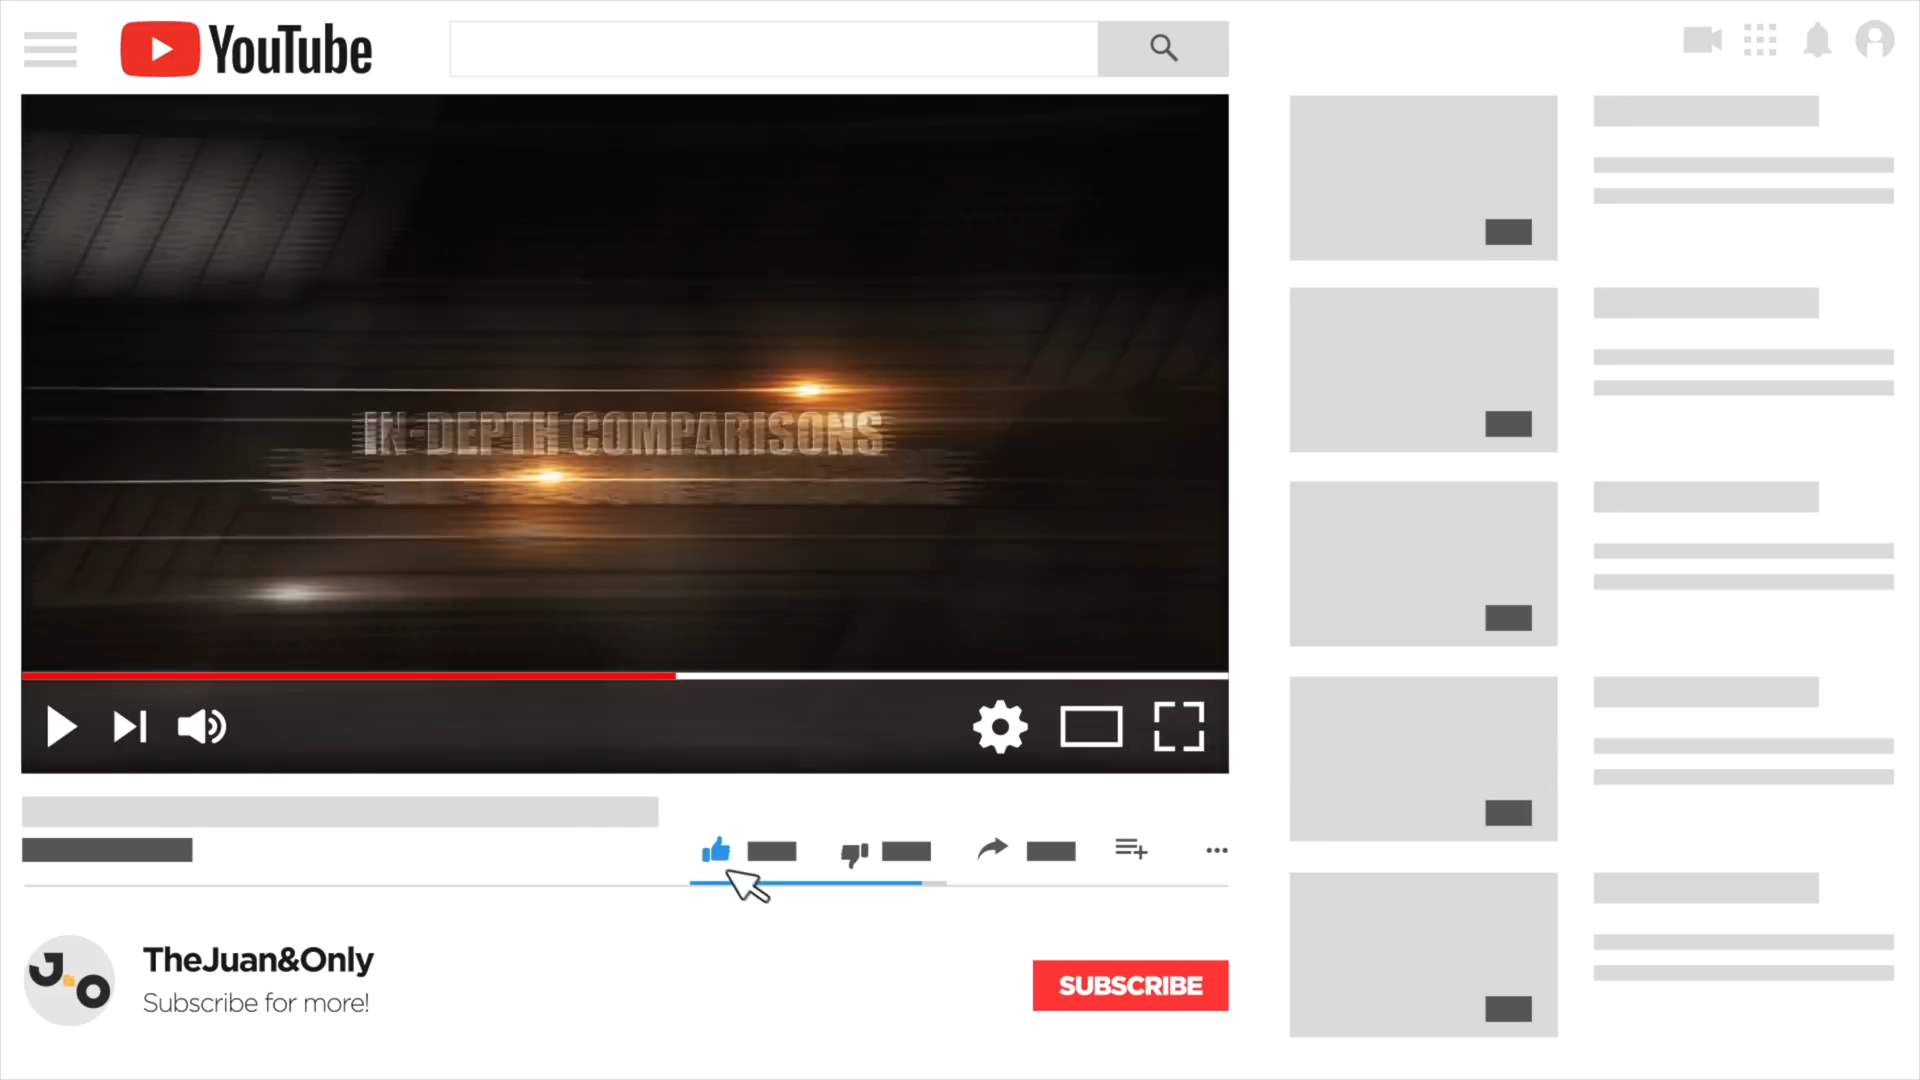 YouTube
IN-DEPTH COMPARISONS
J&O
TheJuan&Only
Subscribe for more!
SUBSCRIBE